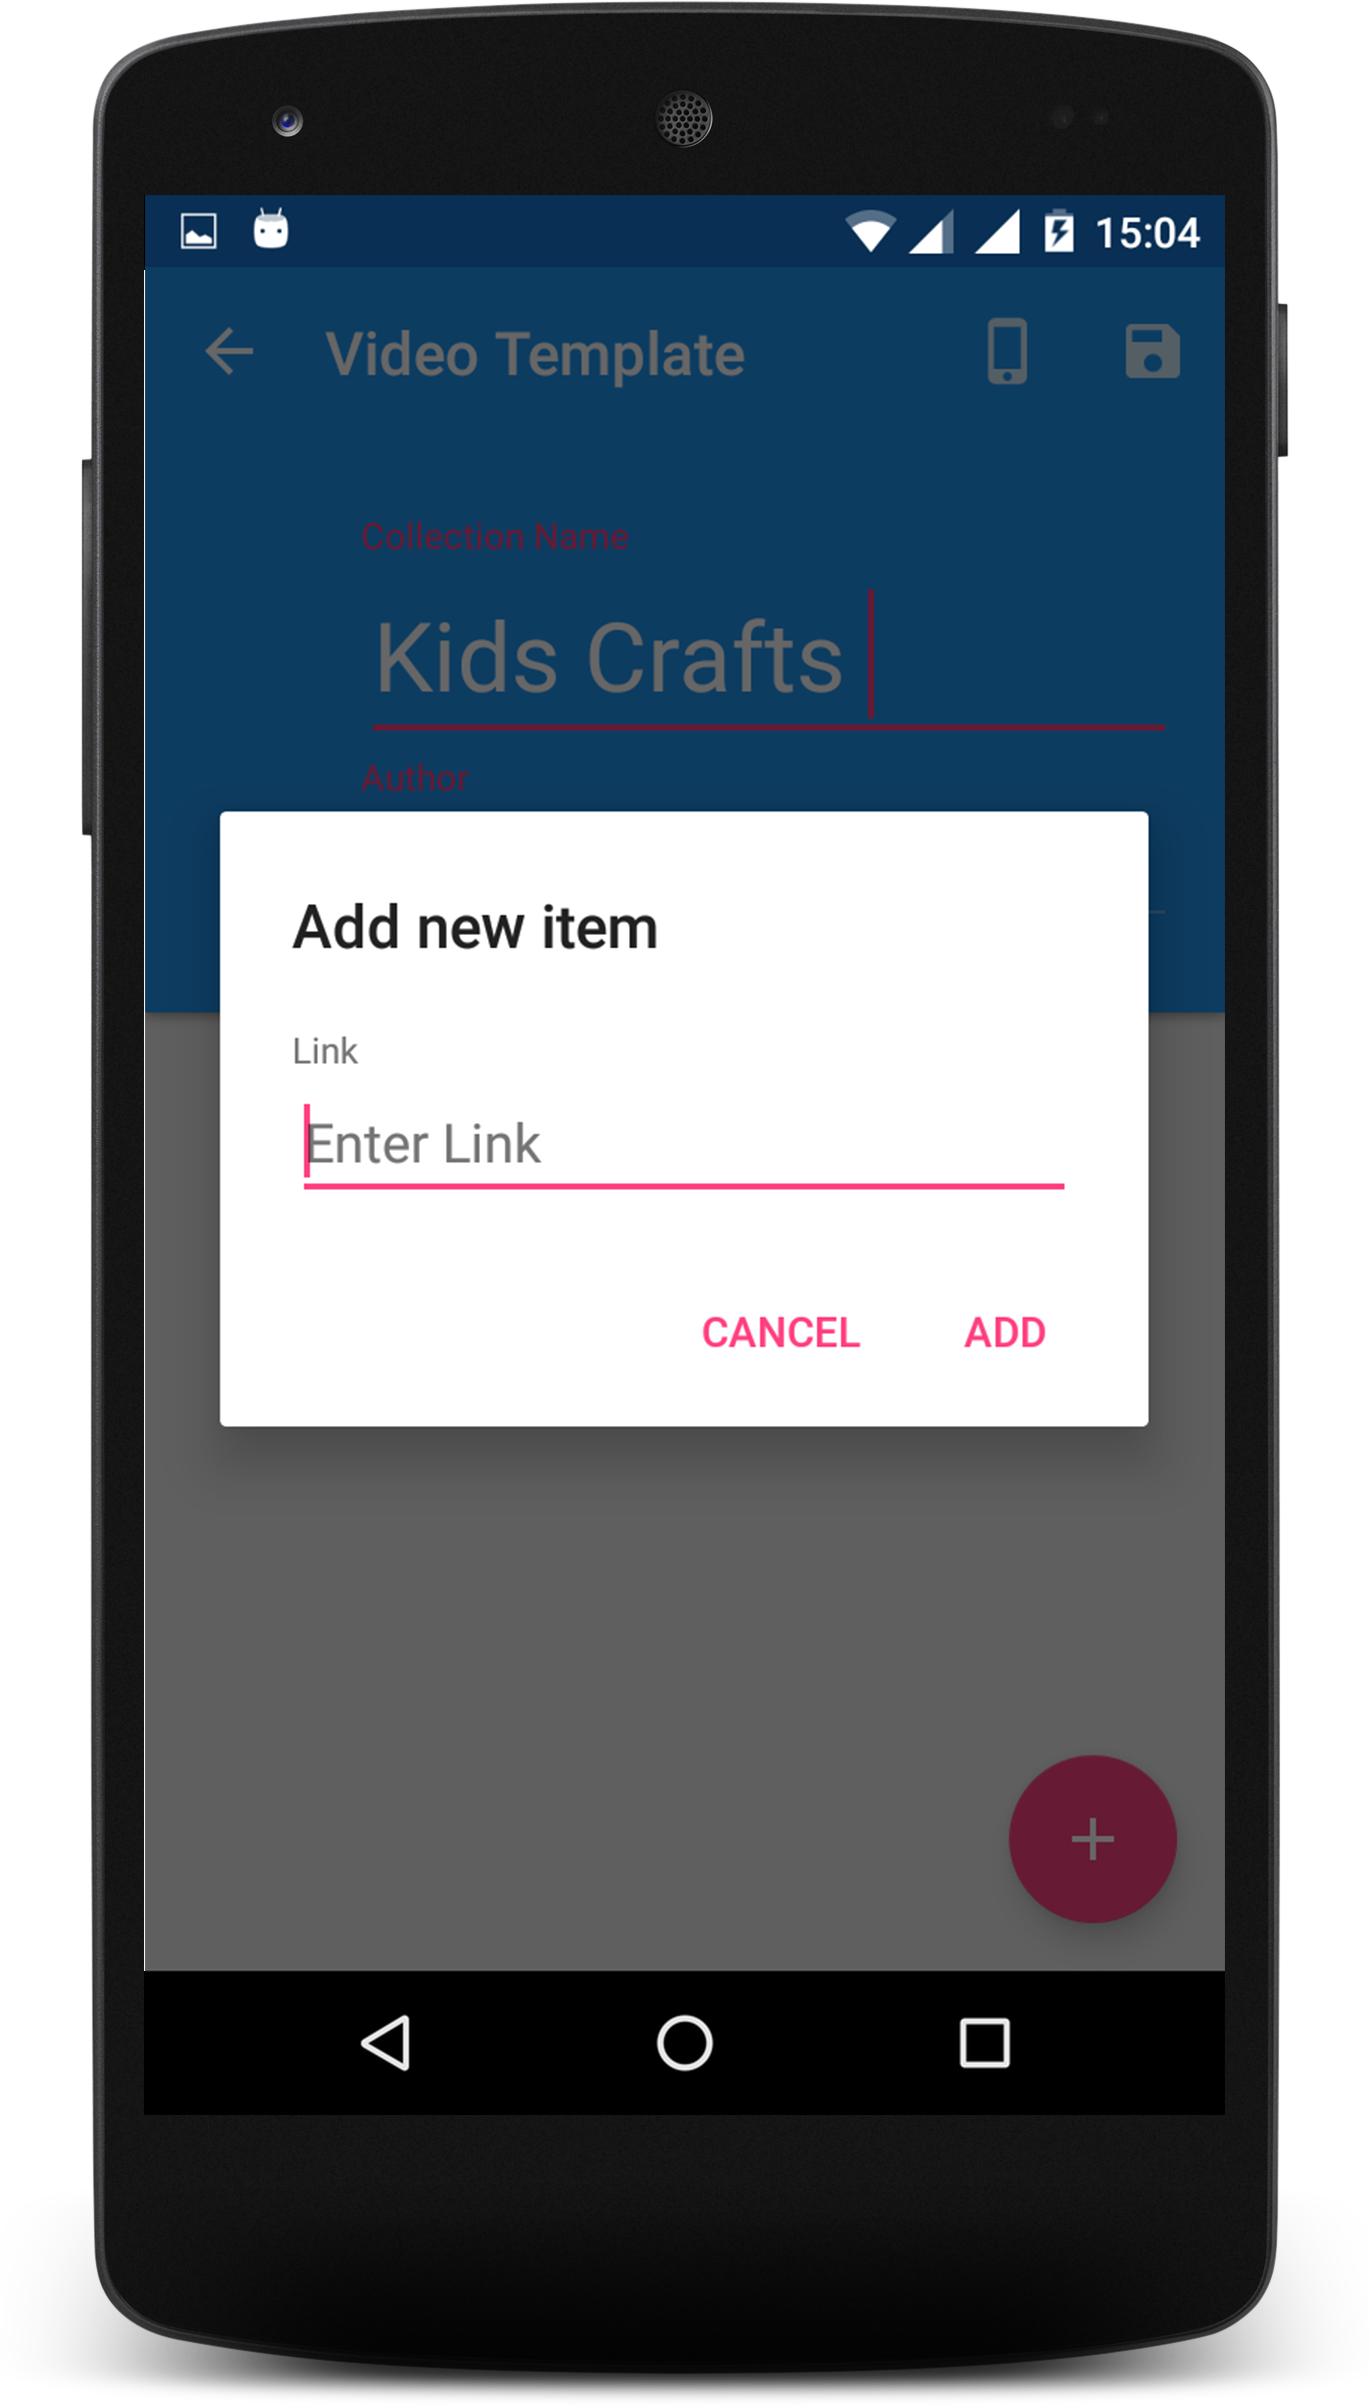 15:04
Video Template
Collection Name
Kids Crafts
Author
Add new item
Link
Enter Link
CANCEL ADD